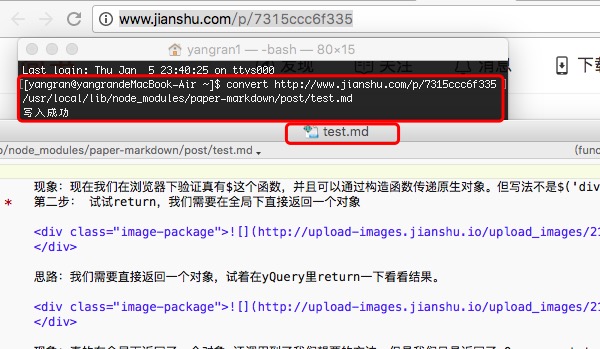 www.jianshu.com/p/7315ccc6f335
yangran1 — -bash — 80×15
Last login: Thu Jan  5 23:40:25 on ttys000
发现 关注 消息 下
[yangran@yangrandeMacBook-Air ~]$ convert http://www.jianshu.com/p/7315ccc6f335
/usr/local/lib/node_modules/paper-markdown/post/test.md
写入成功
test.md
/node_modules/paper-markdown/post/test.md
(func
现象：现在我们在浏览器下验证真有$这个函数，并且可以通过构造函数传递原生对象。但写法不是$('div
* 第二步： 试试return，我们需要在全局下直接返回一个对象
<div class="image-package">![](http://upload-images.jianshu.io/upload_images/21
</div>
思路：我们需要直接返回一个对象，试着在yQuery里return一下看看结果。
<div class="image-package">![](http://upload-images.jianshu.io/upload_images/21
</div>